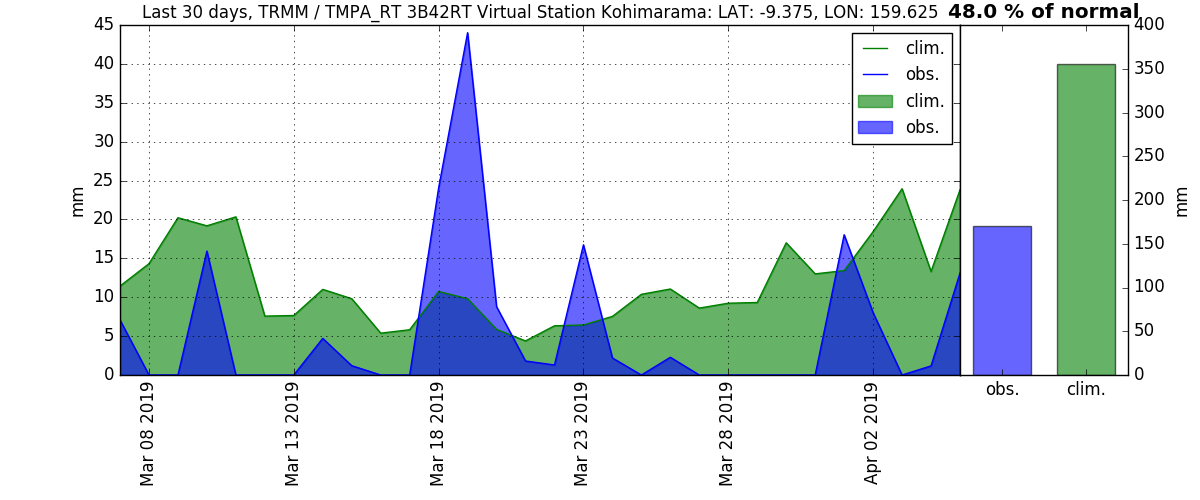 Last 30 days, TRMM / TMPA_RT 3B42RT Virtual Station Kohimarama: LAT: -9.375, LON: 159.625 48.0 % of normal
45
40
35
30
25
20
15
10
5
0
mm
clim.
obs.
clim.
obs.
Mar 08 2019
Mar 13 2019
Mar 18 2019
Mar 23 2019
Mar 28 2019
Apr 02 2019
400
350
300
250
200
150
100
50
0
mm
obs. clim.